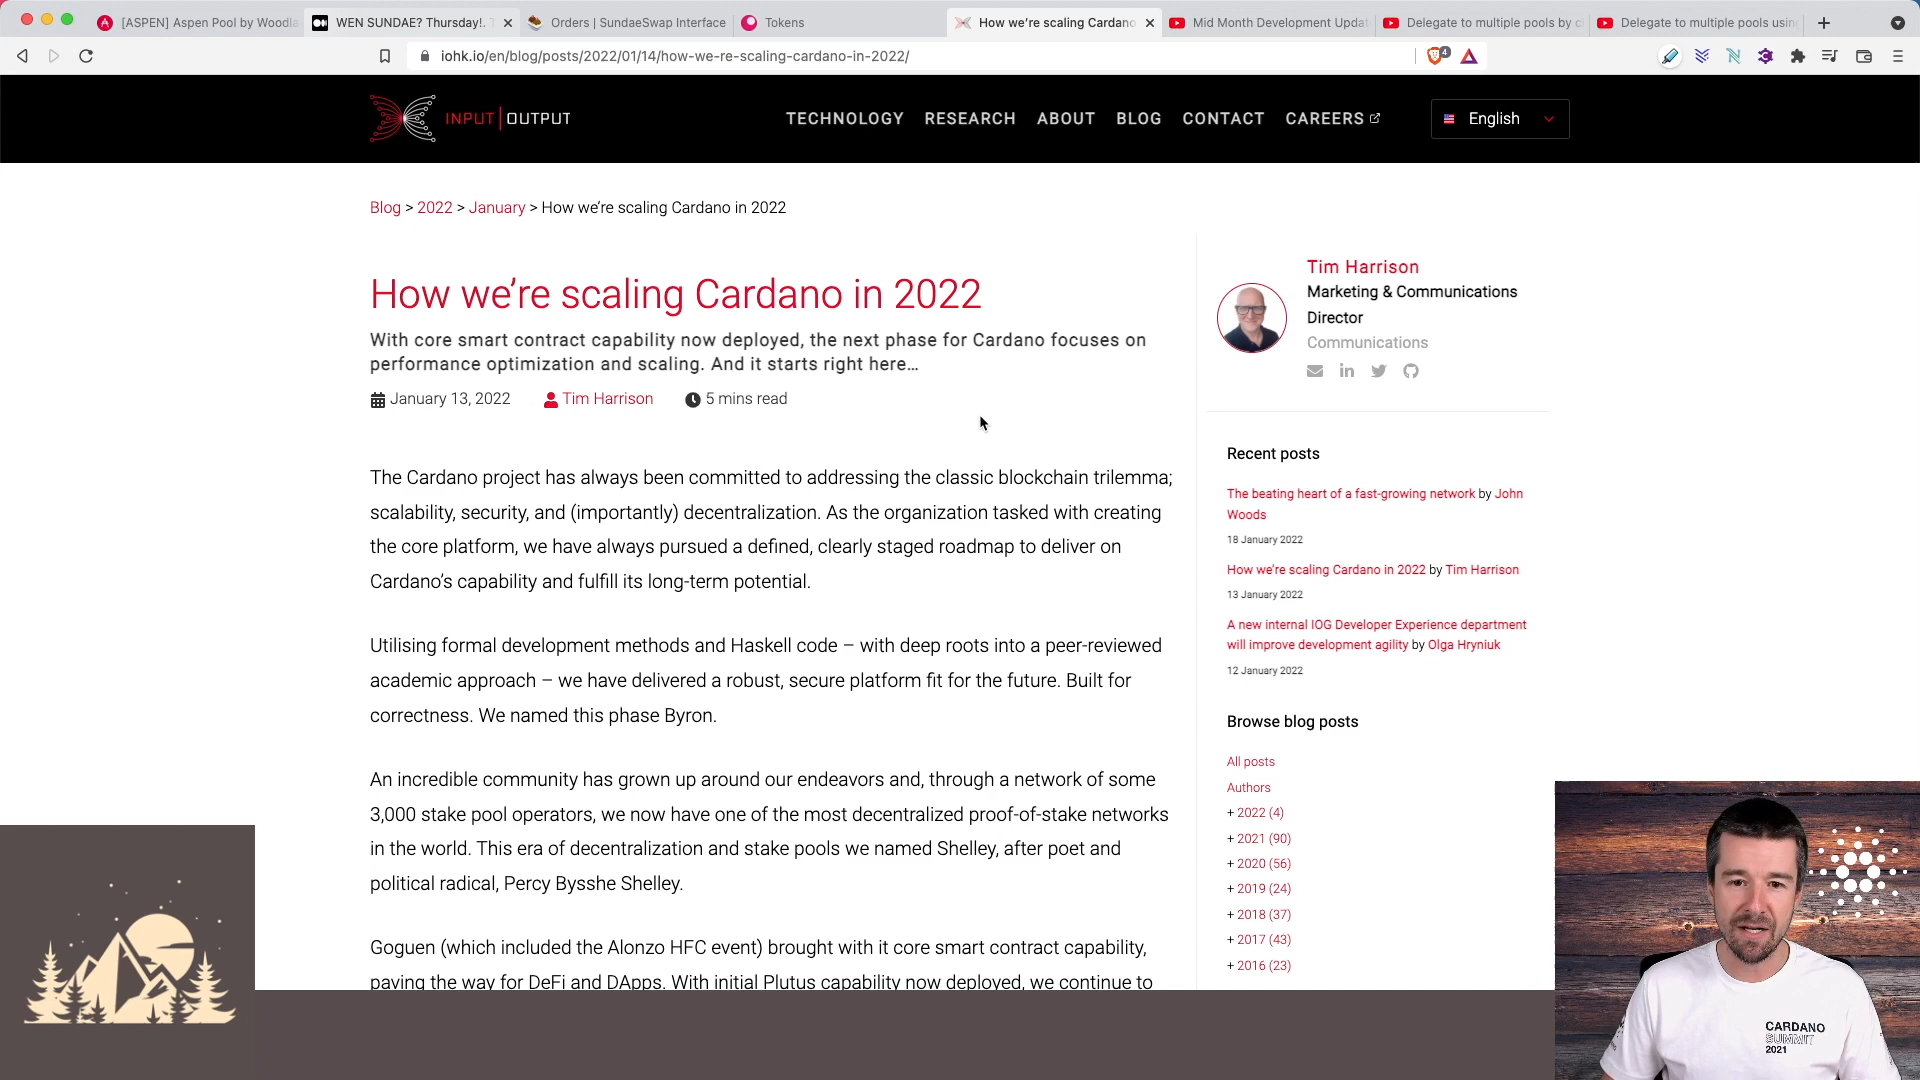 [ASPEN] Aspen Pool by Woodla
WEN SUNDAE? Thursday!.
Orders | SundaeSwap Interface
Tokens
How we're scaling Cardano
Mid Month Development Updat
Delegate to multiple pools by c
Delegate to multiple pools usin
iohk.io/en/blog/posts/2022/01/14/how-we-re-scaling-cardano-in-2022/
4
INPUT | OUTPUT
TECHNOLOGY RESEARCH ABOUT BLOG CONTACT CAREERS
English
Blog > 2022 > January > How we're scaling Cardano in 2022
How we're scaling Cardano in 2022
With core smart contract capability now deployed, the next phase for Cardano focuses on
performance optimization and scaling. And it starts right here…
January 13, 2022 Tim Harrison 5 mins read
The Cardano project has always been committed to addressing the classic blockchain trilemma;
scalability, security, and (importantly) decentralization. As the organization tasked with creating
the core platform, we have always pursued a defined, clearly staged roadmap to deliver on
Cardano's capability and fulfill its long-term potential.
Utilising formal development methods and Haskell code – with deep roots into a peer-reviewed
academic approach – we have delivered a robust, secure platform fit for the future. Built for
correctness. We named this phase Byron.
An incredible community has grown up around our endeavors and, through a network of some
3,000 stake pool operators, we now have one of the most decentralized proof-of-stake networks
in the world. This era of decentralization and stake pools we named Shelley, after poet and
political radical, Percy Bysshe Shelley.
Goguen (which included the Alonzo HFC event) brought with it core smart contract capability,
paving the way for DeFi and DApps. With initial Plutus capability now deployed, we continue to
Tim Harrison
Marketing & Communications
Director
Communications
Recent posts
The beating heart of a fast-growing network by John
Woods
18 January 2022
How we're scaling Cardano in 2022 by Tim Harrison
13 January 2022
A new internal IOG Developer Experience department
will improve development agility by Olga Hryniuk
12 January 2022
Browse blog posts
All posts
Authors
+ 2022 (4)
+ 2021 (90)
+ 2020 (56)
+ 2019 (24)
+ 2018 (37)
+ 2017 (43)
+ 2016 (23)
CARDANO
SUMMIT
2021